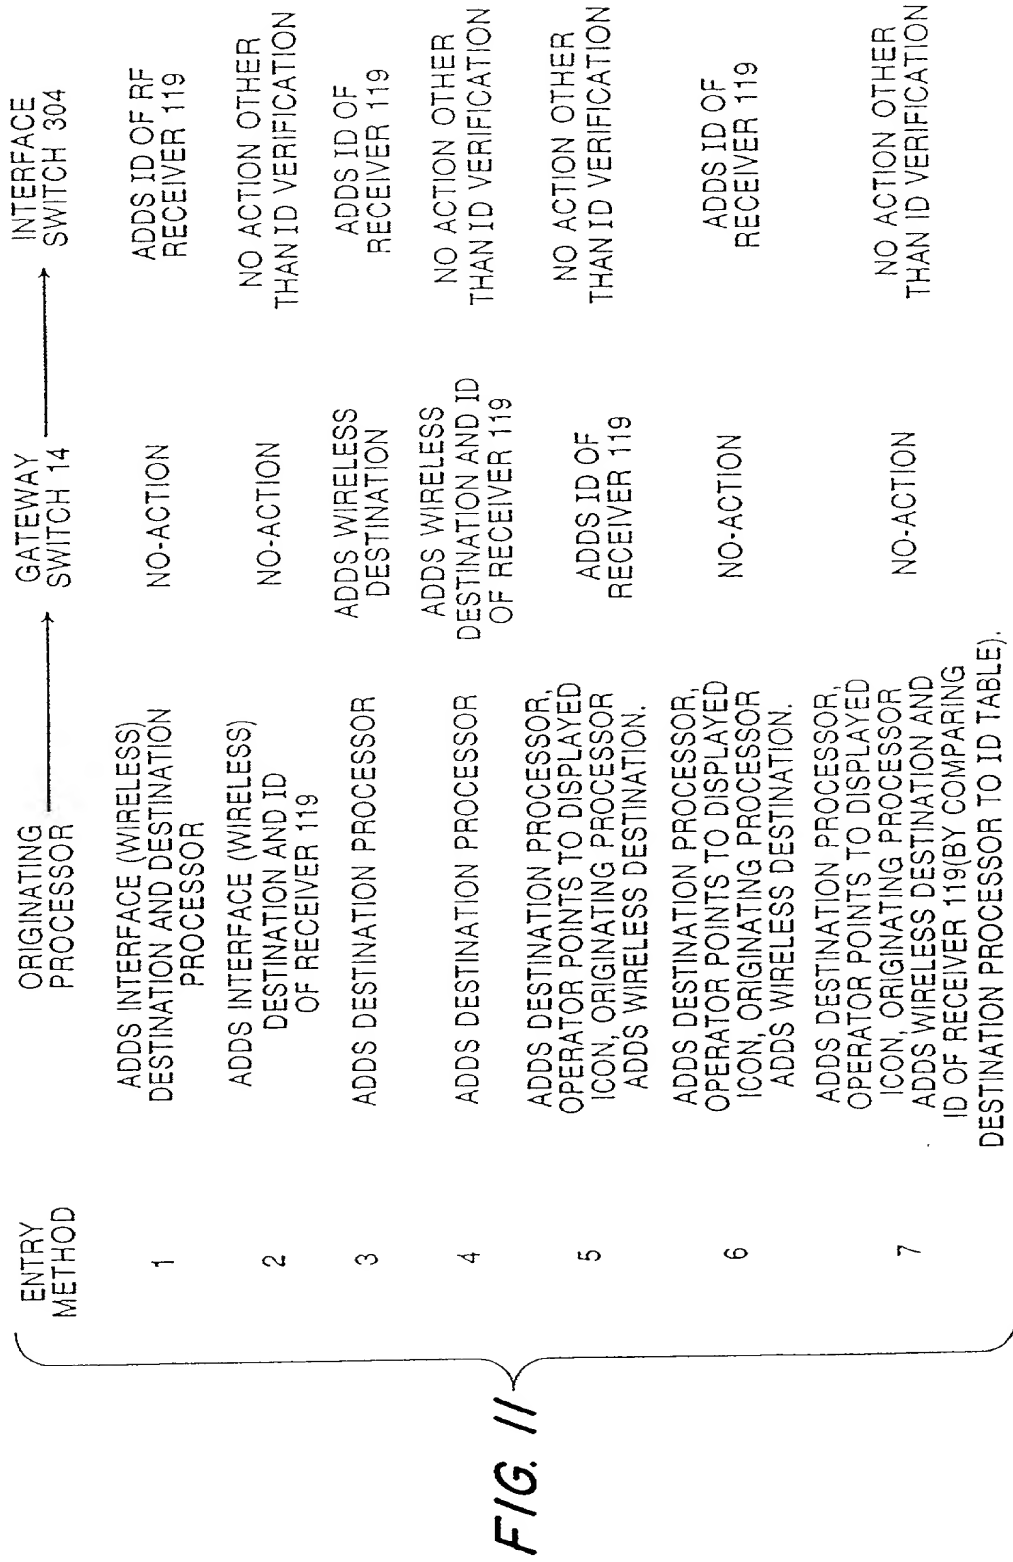 ENTRY
METHOD
ORIGINATING
PROCESSOR
GATEWAY
SWITCH 14
INTERFACE
SWITCH 304
1
ADDS INTERFACE (WIRELESS)
DESTINATION AND DESTINATION
PROCESSOR
NO-ACTION
ADDS ID OF RF
RECEIVER 119
2
ADDS INTERFACE (WIRELESS)
DESTINATION AND ID
OF RECEIVER 119
NO-ACTION
NO ACTION OTHER
THAN ID VERIFICATION
3
ADDS DESTINATION PROCESSOR
ADDS WIRELESS
DESTINATION
ADDS ID OF
RECEIVER 119
4
ADDS DESTINATION PROCESSOR
ADDS WIRELESS
DESTINATION AND ID
OF RECEIVER 119
NO ACTION OTHER
THAN ID VERIFICATION
5
ADDS DESTINATION PROCESSOR,
OPERATOR POINTS TO DISPLAYED
ICON, ORIGINATING PROCESSOR
ADDS WIRELESS DESTINATION.
ADDS ID OF
RECEIVER 119
NO ACTION OTHER
THAN ID VERIFICATION
6
ADDS DESTINATION PROCESSOR,
OPERATOR POINTS TO DISPLAYED
ICON, ORIGINATING PROCESSOR
ADDS WIRELESS DESTINATION.
NO-ACTION
ADDS ID OF
RECEIVER 119
7
ADDS DESTINATION PROCESSOR,
OPERATOR POINTS TO DISPLAYED
ICON, ORIGINATING PROCESSOR
ADDS WIRELESS DESTINATION AND
ID OF RECEIVER 119(BY COMPARING
DESTINATION PROCESSOR TO ID TABLE).
NO-ACTION
NO ACTION OTHER
THAN ID VERIFICATION
FIG. 11